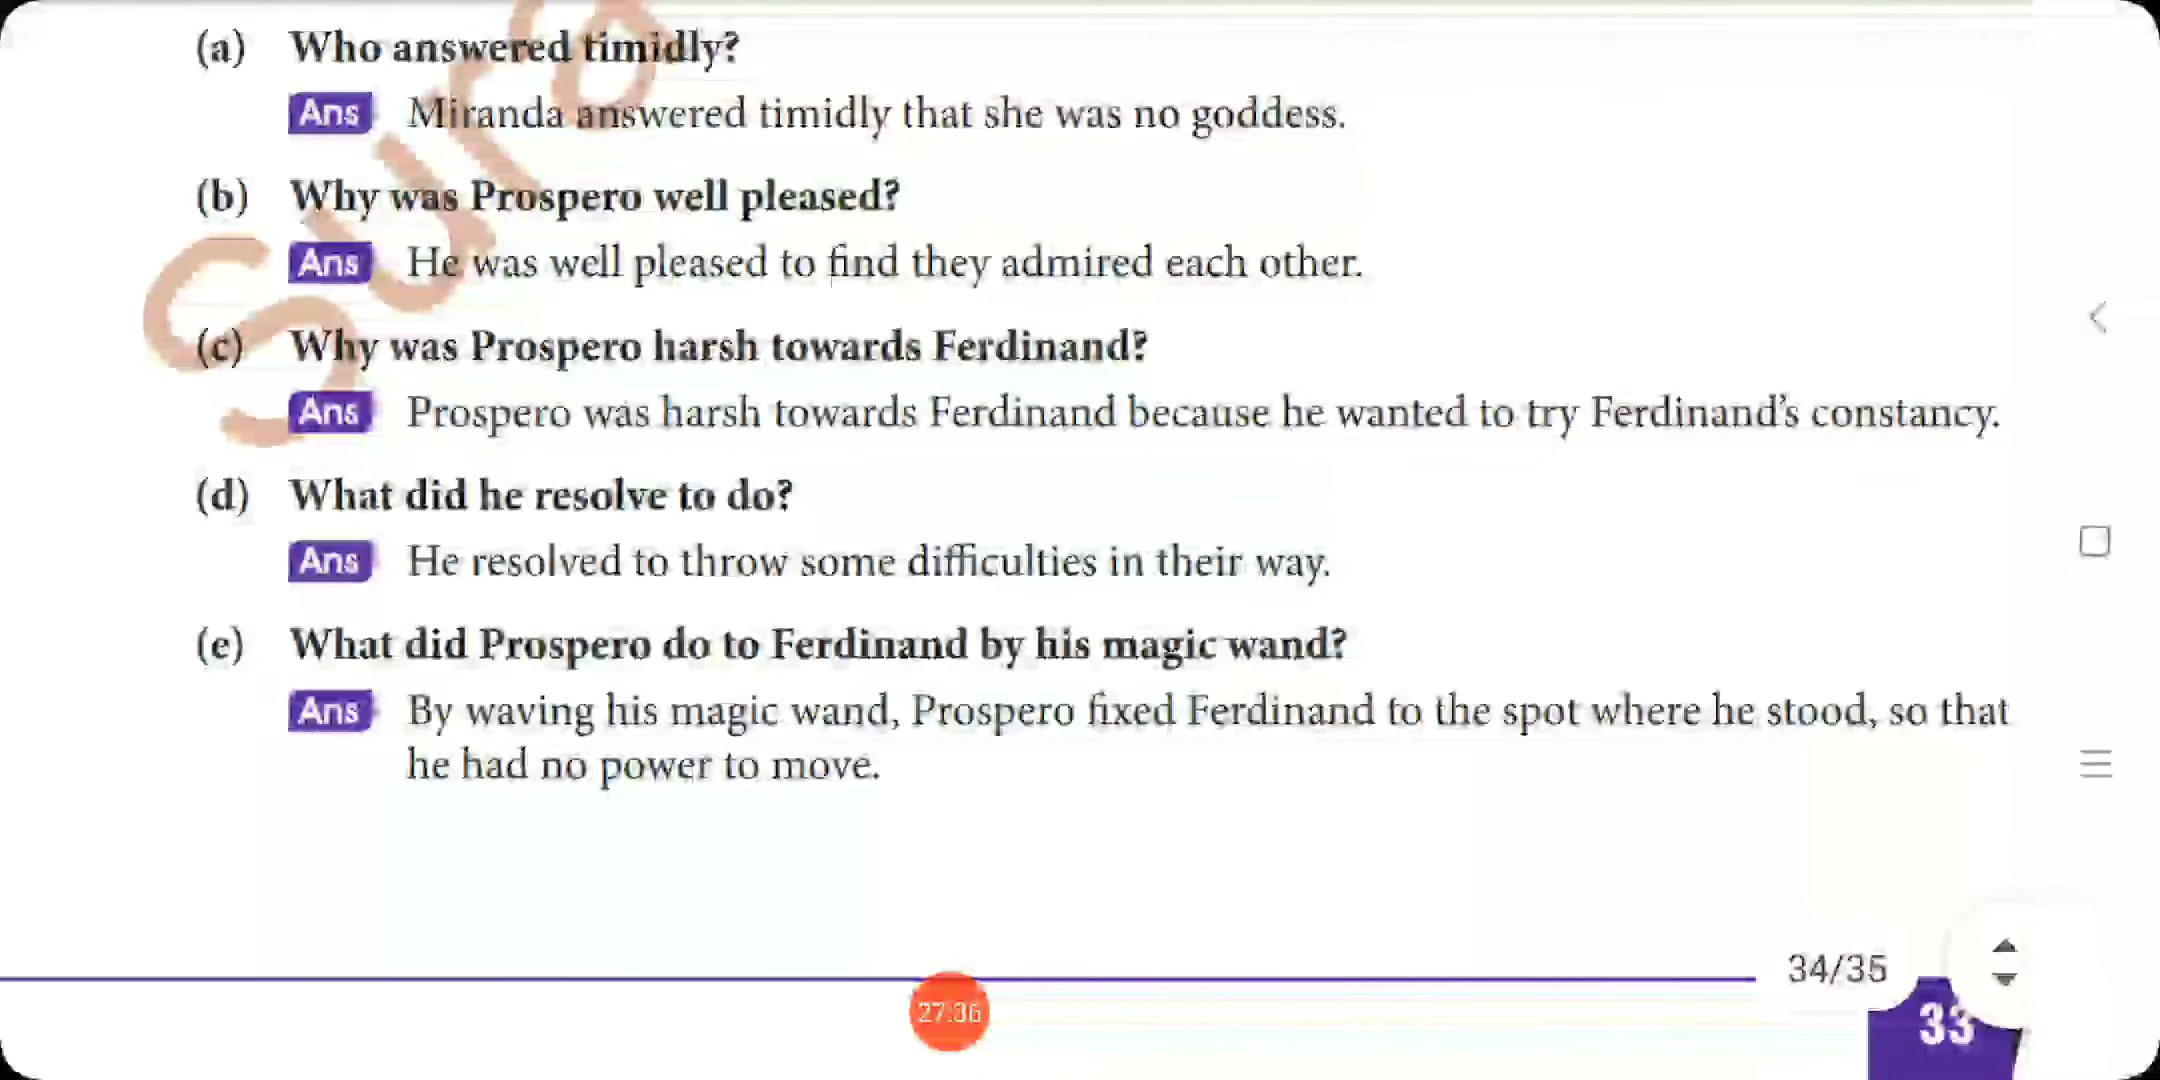 (a) Who answered timidly?
Ans Miranda answered timidly that she was no goddess.
(b) Why was Prospero well pleased?
Ans He was well pleased to find they admired each other.
(c) Why was Prospero harsh towards Ferdinand?
Ans Prospero was harsh towards Ferdinand because he wanted to try Ferdinand's constancy.
(d) What did he resolve to do?
Ans He resolved to throw some difficulties in their way.
(e) What did Prospero do to Ferdinand by his magic wand?
Ans By waving his magic wand, Prospero fixed Ferdinand to the spot where he stood, so that
he had no power to move.
34/35
27:36
33
Sura